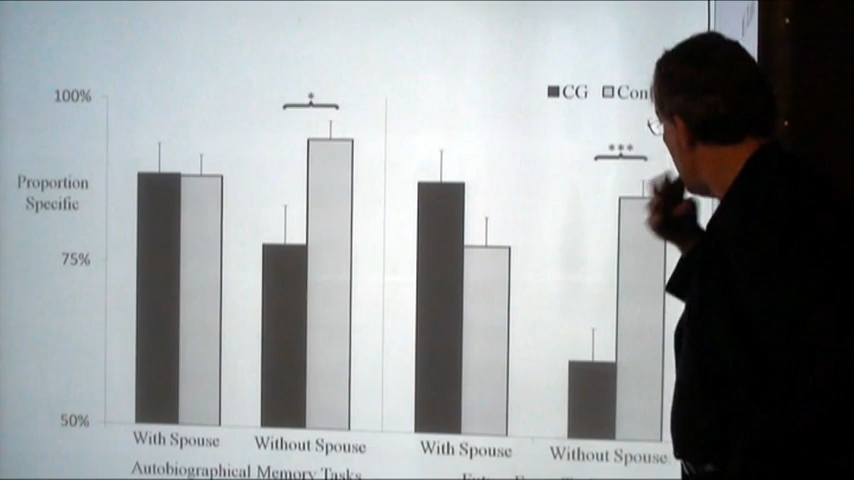 100%
CG
*
***
Proportion
Specific
75%
50%
With Spouse
Without Spouse
With Spouse
Without Spouse
Autobiographical Memory Tasks